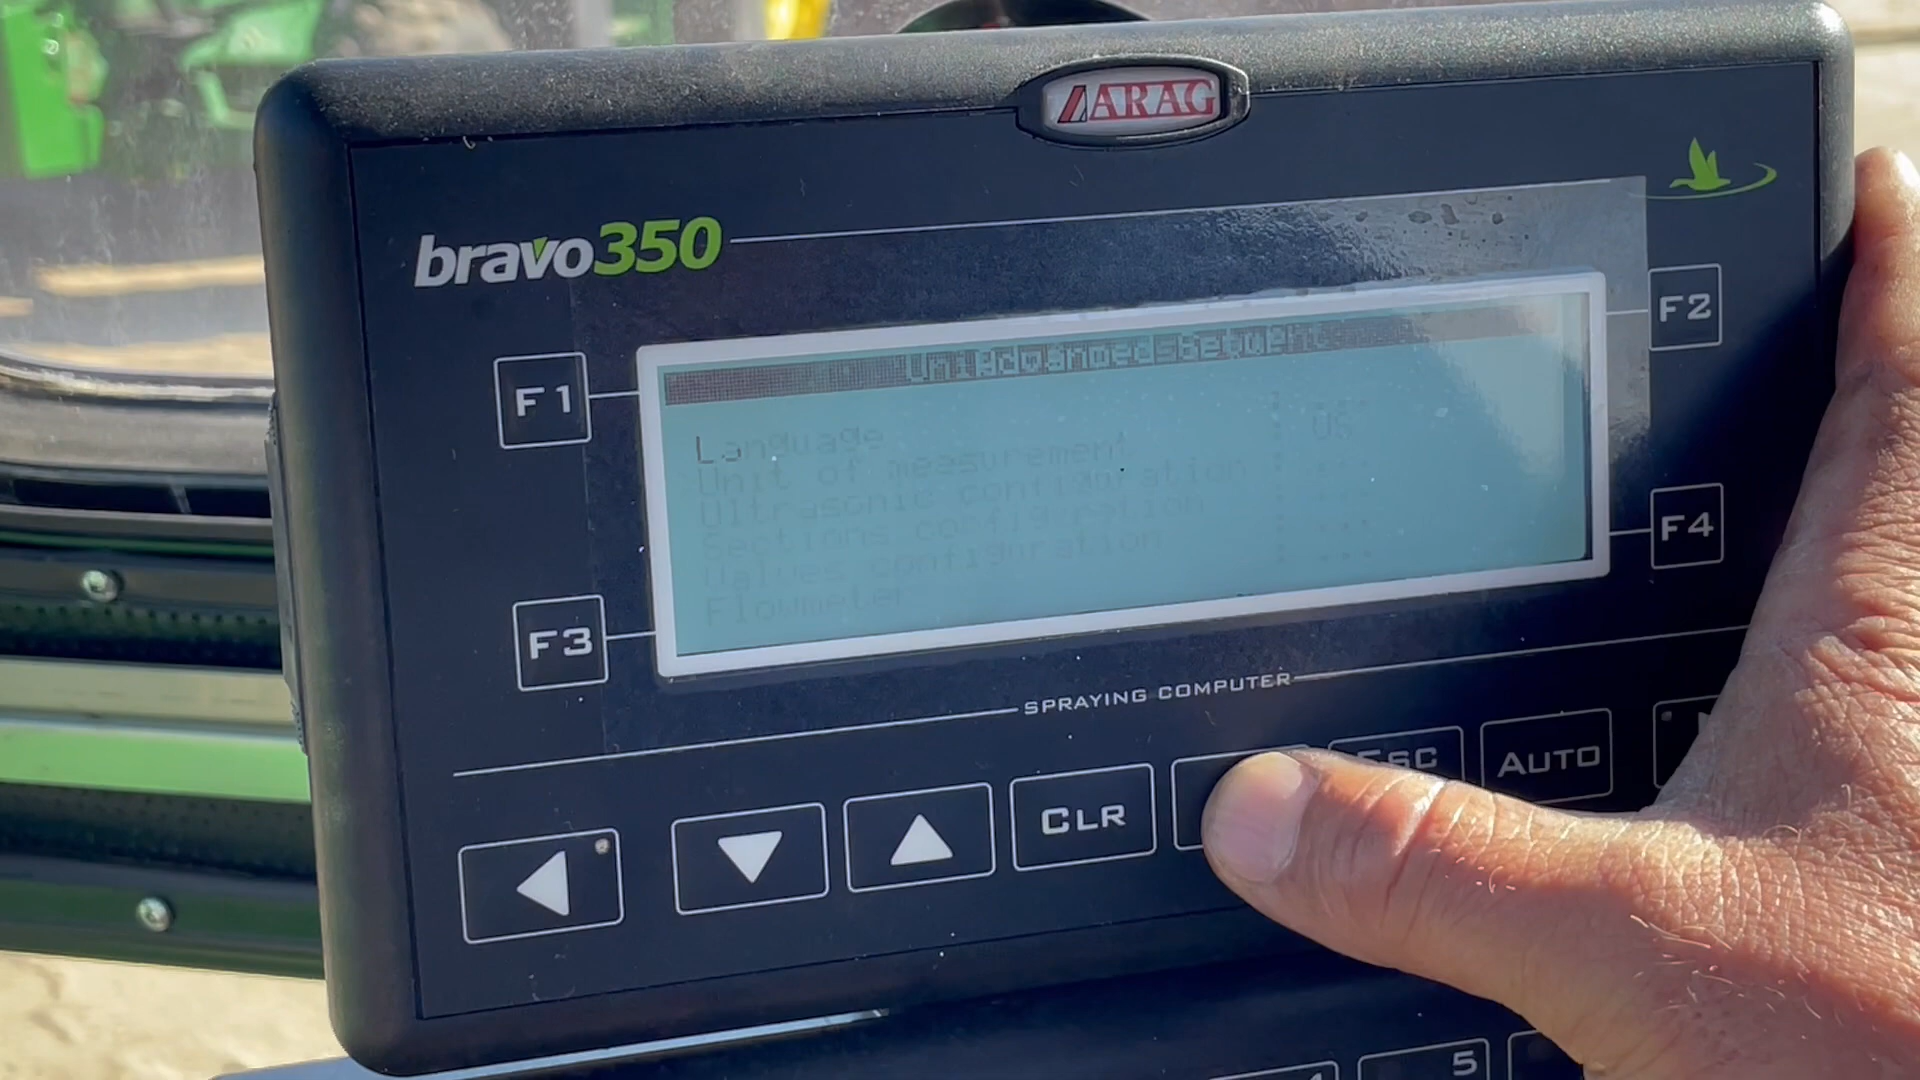 ARAG
bravo350
F1
F2
Language
Unit of measurement
US
Ultrasonic configuration
---
Sections configuration
---
Valves configuration
---
Flowmeter
---
F3
F4
SPRAYING COMPUTER
CLR
ESC
AUTO
5